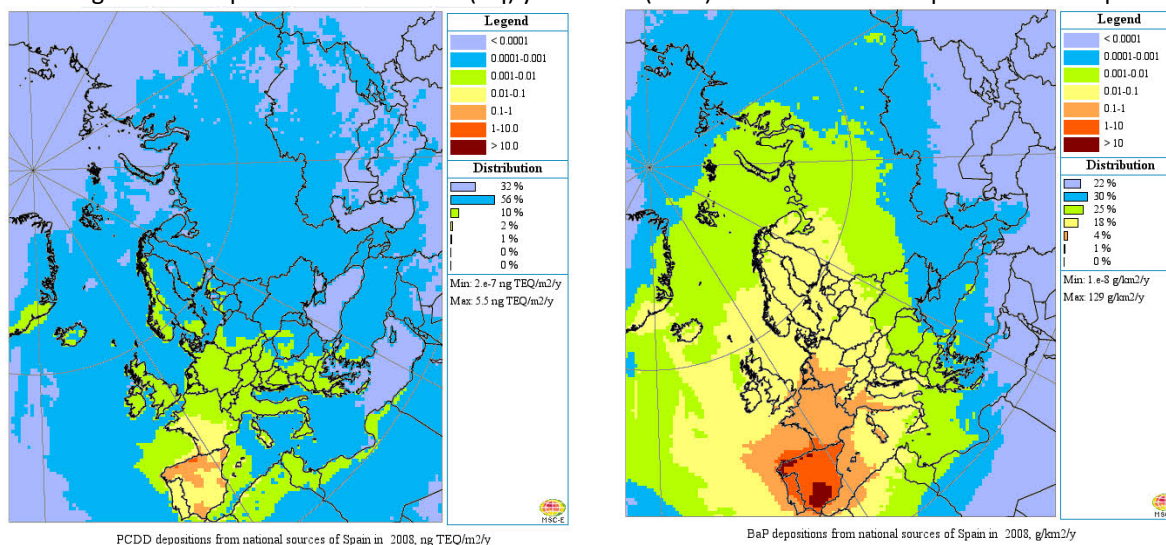 Legend
< 0.0001
0.0001-0.001
0.001-0.01
0.01-0.1
0.1-1
1-10.0
> 10.0
Distribution
32 %
56 %
10 %
2 %
1 %
0 %
0 %
Min: 2.e-7 ng TEQ/m2/y
Max: 5.5 ng TEQ/m2/y
MSC-E
PCDD depositions from national sources of Spain in 2008, ng TEQ/m2/y
Legend
< 0.0001
0.0001-0.001
0.001-0.01
0.01-0.1
0.1-1
1-10
> 10
Distribution
22 %
30 %
25 %
18 %
4 %
1 %
0 %
Min: 1.e-8 g/km2/y
Max: 129 g/km2/y
MSC-E
BaP depositions from national sources of Spain in 2008, g/km2/y